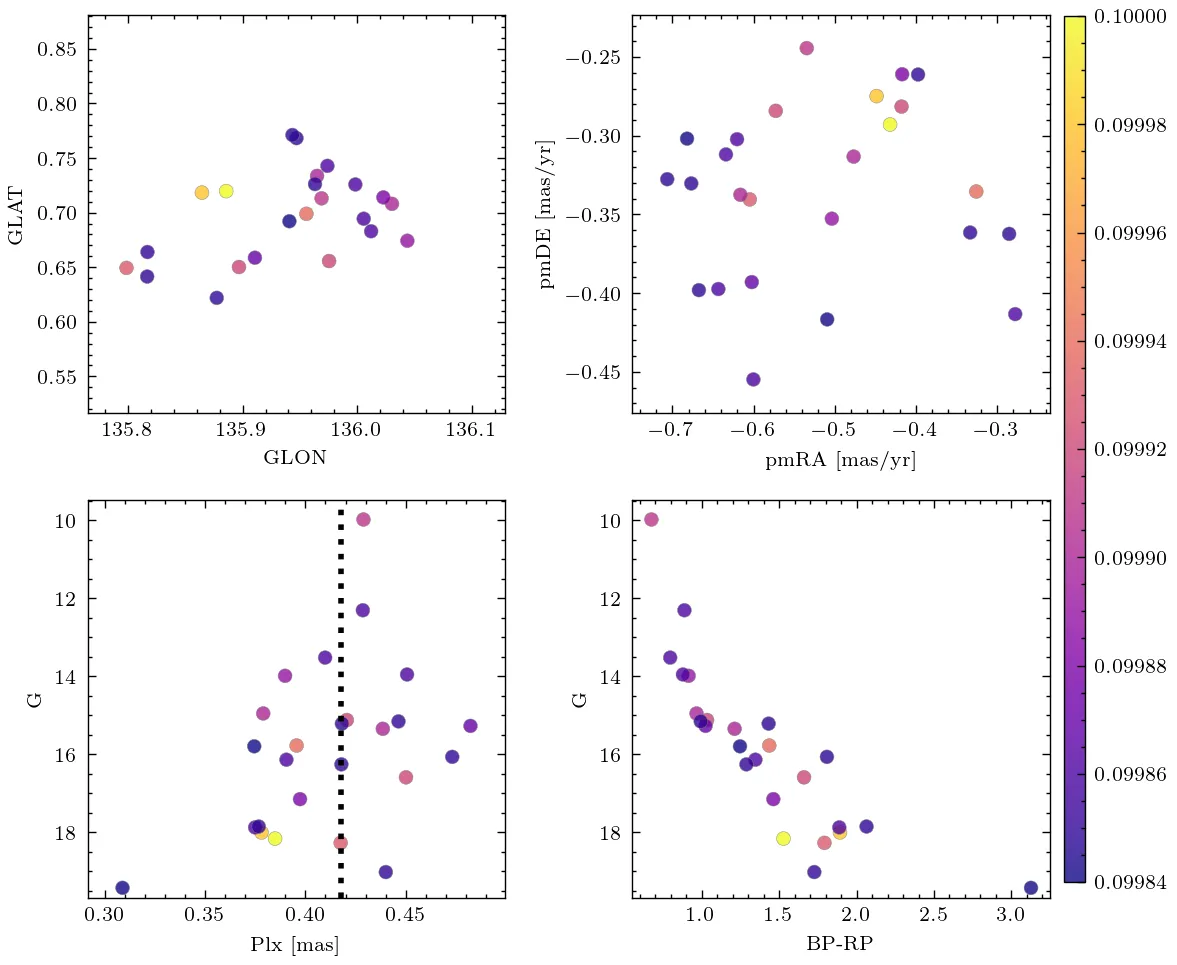 0.85
0.80
0.75
0.70
0.65
0.60
0.55
GLAT
135.8 135.9 136.0 136.1
GLON
−0.25
−0.30
−0.35
−0.40
−0.45
pmDE [mas/yr]
−0.7 −0.6 −0.5 −0.4 −0.3
pmRA [mas/yr]
10
12
14
16
18
G
0.30 0.35 0.40 0.45
Plx [mas]
10
12
14
16
18
G
1.0 1.5 2.0 2.5 3.0
BP-RP
0.10000
0.09998
0.09996
0.09994
0.09992
0.09990
0.09988
0.09986
0.09984